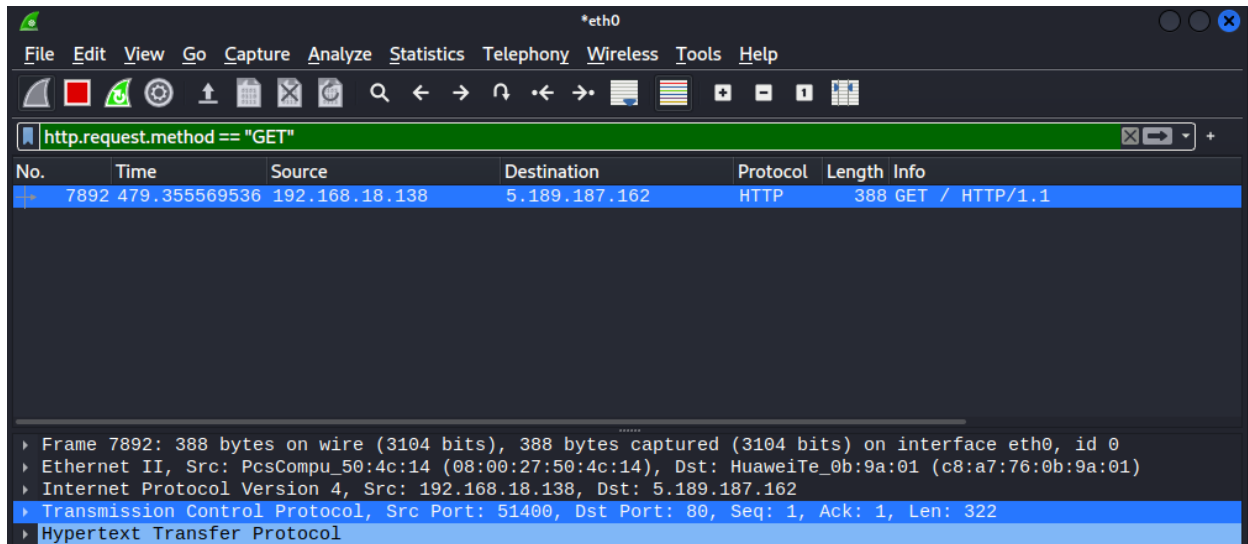 *eth0
File Edit View Go Capture Analyze Statistics Telephony Wireless Tools Help
http.request.method == "GET"
No. Time Source Destination Protocol Length Info
7892 479.355569536 192.168.18.138 5.189.187.162 HTTP 388 GET / HTTP/1.1
Frame 7892: 388 bytes on wire (3104 bits), 388 bytes captured (3104 bits) on interface eth0, id 0
Ethernet II, Src: PcsCompu_50:4c:14 (08:00:27:50:4c:14), Dst: HuaweiTe_0b:9a:01 (c8:a7:76:0b:9a:01)
Internet Protocol Version 4, Src: 192.168.18.138, Dst: 5.189.187.162
Transmission Control Protocol, Src Port: 51400, Dst Port: 80, Seq: 1, Ack: 1, Len: 322
Hypertext Transfer Protocol